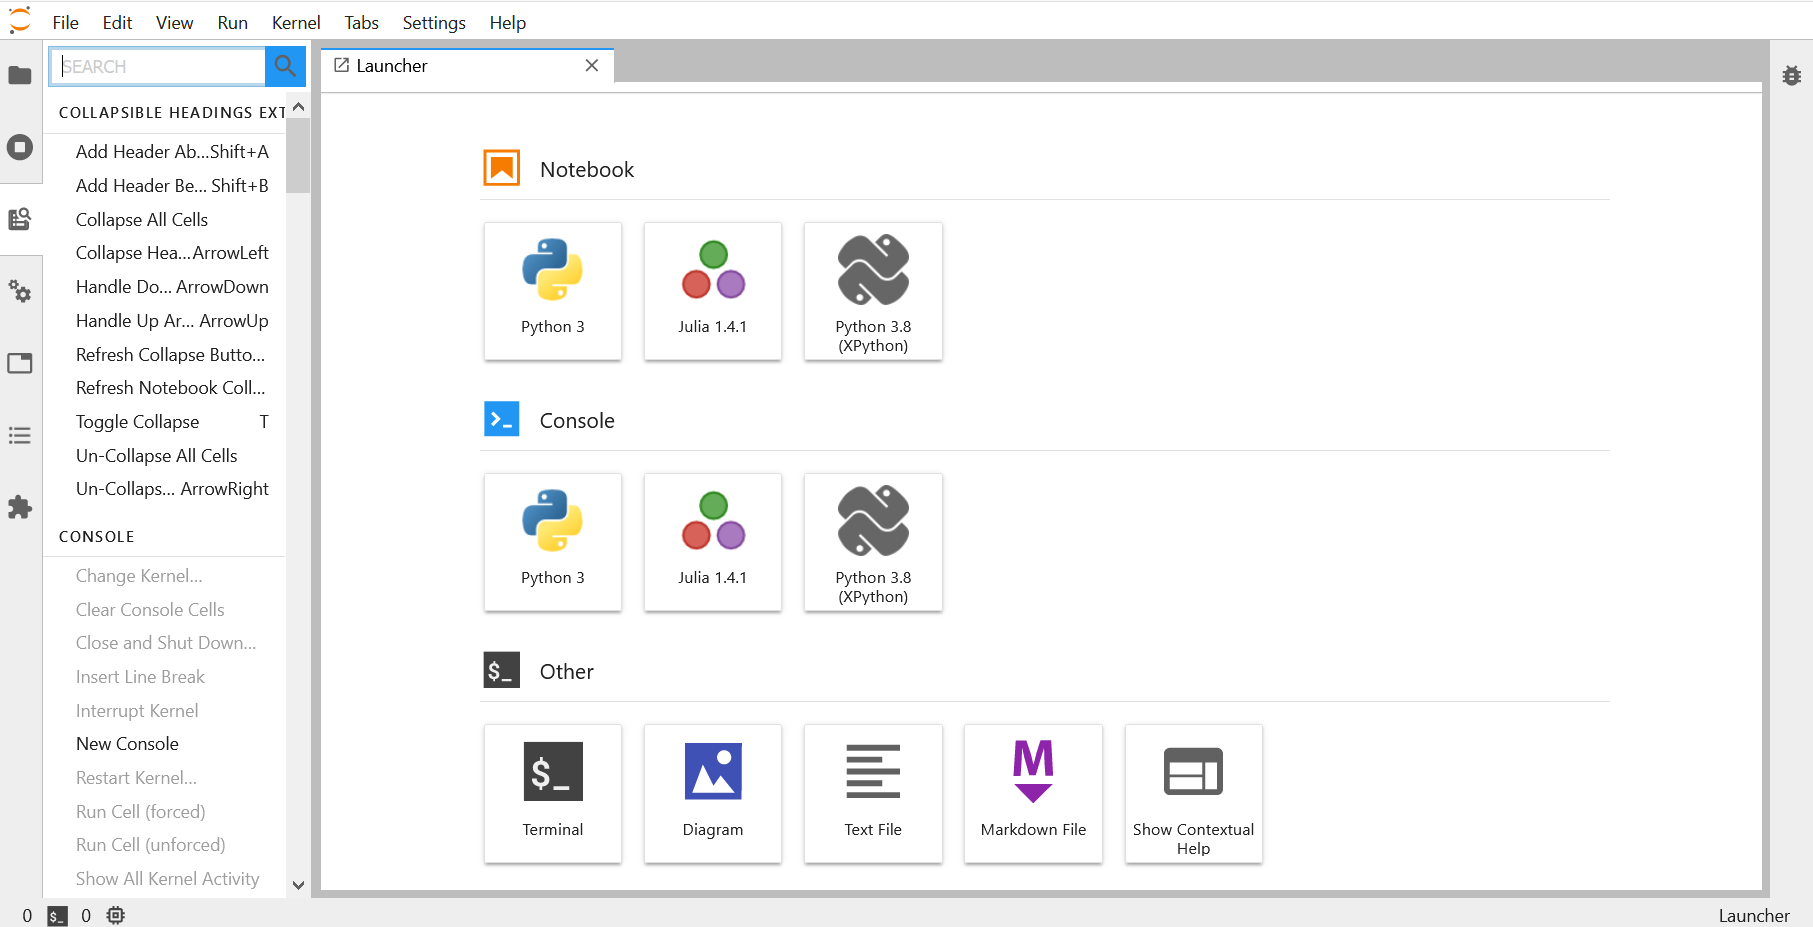 File Edit View Run Kernel Tabs Settings Help
SEARCH
Launcher
COLLAPSIBLE HEADINGS EXT
Add Header Ab...Shift+A
Add Header Be... Shift+B
Collapse All Cells
Collapse Hea...ArrowLeft
Handle Do... ArrowDown
Handle Up Ar... ArrowUp
Refresh Collapse Butto...
Refresh Notebook Coll...
Toggle Collapse T
Un-Collapse All Cells
Un-Collaps... ArrowRight
CONSOLE
Change Kernel...
Clear Console Cells
Close and Shut Down...
Insert Line Break
Interrupt Kernel
New Console
Restart Kernel...
Run Cell (forced)
Run Cell (unforced)
Show All Kernel Activity
Notebook
Python 3
Julia 1.4.1
Python 3.8
(XPython)
Console
Python 3
Julia 1.4.1
Python 3.8
(XPython)
$_ Other
$_
Terminal
Diagram
Text File
M
Markdown File
Show Contextual
Help
0 $_ 0
Launcher